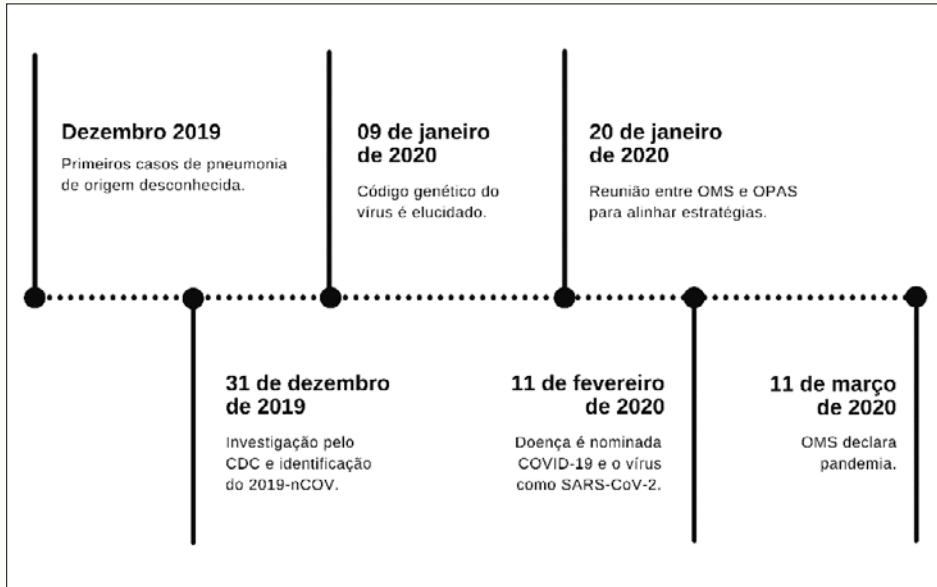 Dezembro 2019
Primeiros casos de pneumonia
de origem desconhecida.
31 de dezembro
de 2019
Investigação pelo
CDC e identificação
do 2019-nCOV.
09 de janeiro
de 2020
Código genético do
vírus é elucidado.
20 de janeiro
de 2020
Reunião entre OMS e OPAS
para alinhar estratégias.
11 de fevereiro
de 2020
Doença é nominada
COVID-19 e o vírus
como SARS-CoV-2.
11 de março
de 2020
OMS declara
pandemia.